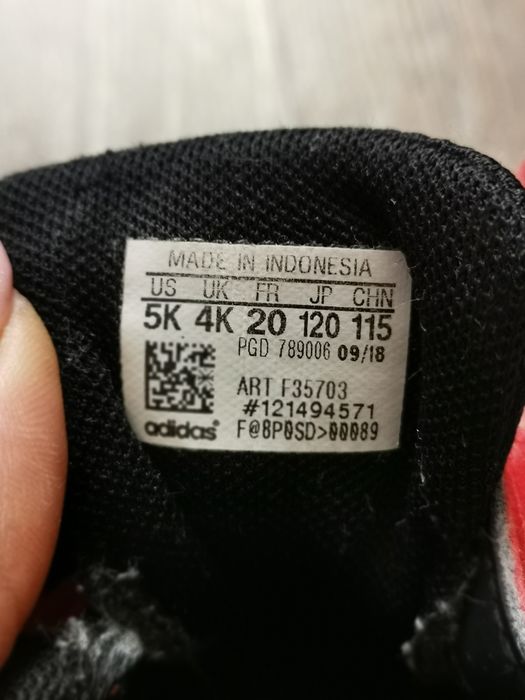 MADE IN INDONESIA
US UK FR JP CHN
5K 4K 20 120 115
PGD 789006 09/18
ART F35703
#121494571
adidas® F@8P0SD>00089